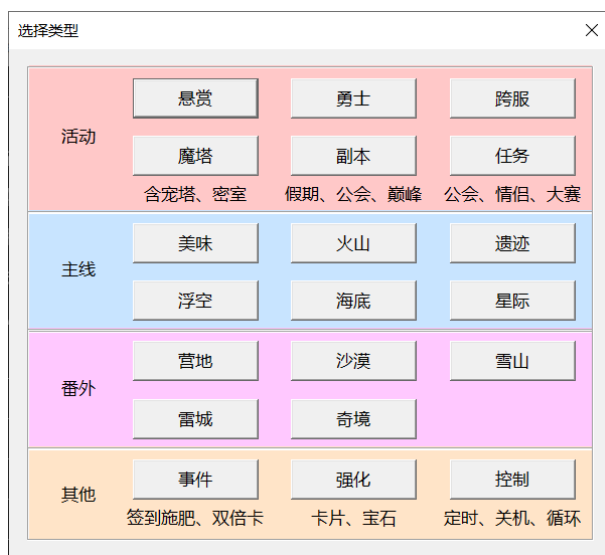 选择类型
悬赏 勇士 跨服
活动
魔塔 副本 任务
含宠塔、密室 假期、公会、巅峰 公会、情侣、大赛
美味 火山 遗迹
主线
浮空 海底 星际
营地 沙漠 雪山
番外
雷城 奇境
事件 强化 控制
其他
签到施肥、双倍卡 卡片、宝石 定时、关机、循环